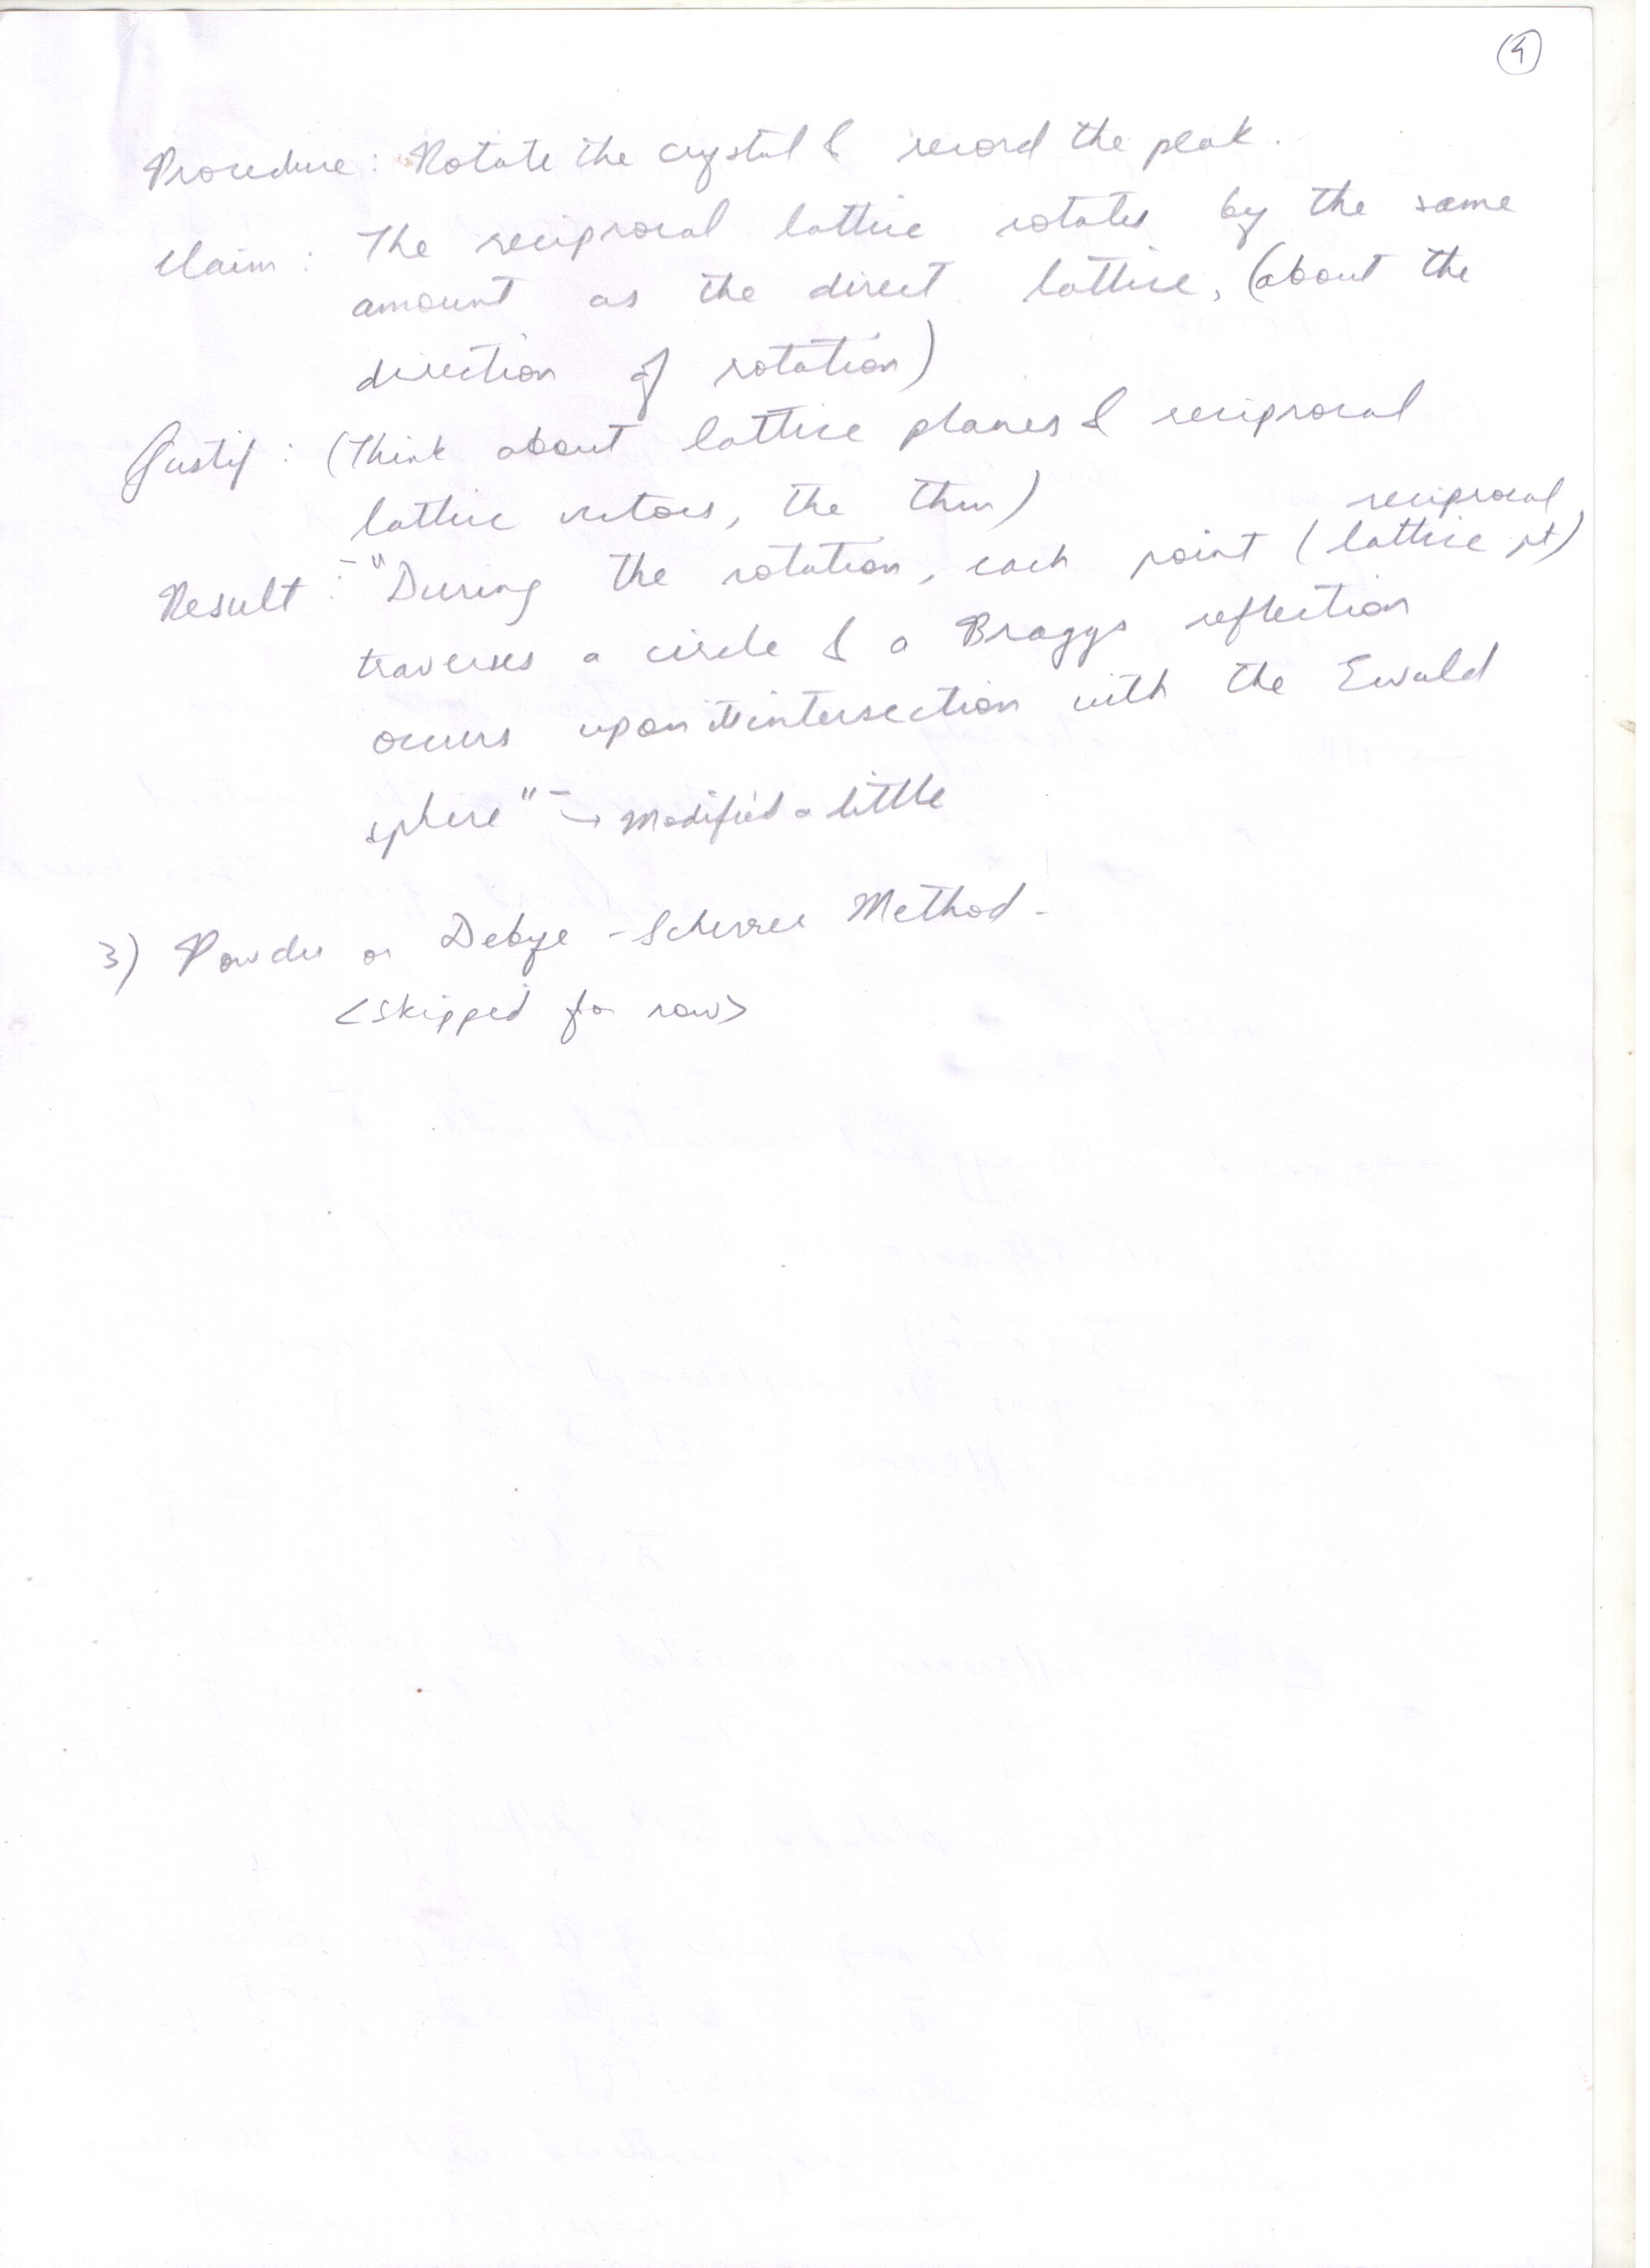 4
Procedure : Rotate the crystal & record the peak.
Claim : The reciprocal lattice rotates by the same
amount as the direct lattice, (about the
direction of rotation)
Justif : (Think about lattice planes & reciprocal
lattice vectors, the thm)
Result :- "During the rotation, each point (reciprocal lattice pt)
traverses a circle & a Braggs reflection
occurs upon intersection with the Ewald
sphere" → Modified a little
3) Powder or Debye - Scherrer Method -
<skipped for now>